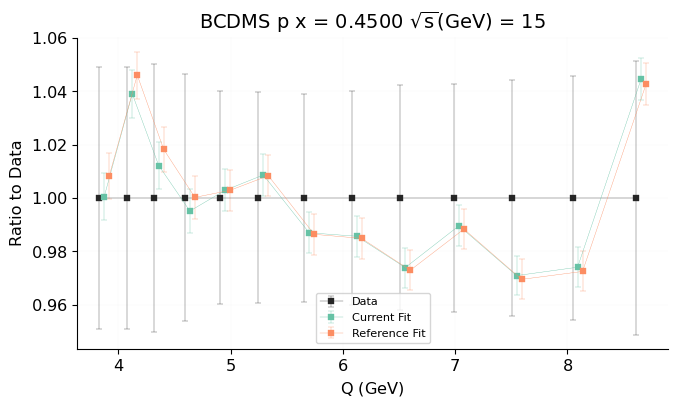 BCDMS p x = 0.4500 √s(GeV) = 15
1.06
1.04
1.02
1.00
0.98
0.96
Ratio to Data
Data
Current Fit
Reference Fit
4 5 6 7 8
Q (GeV)